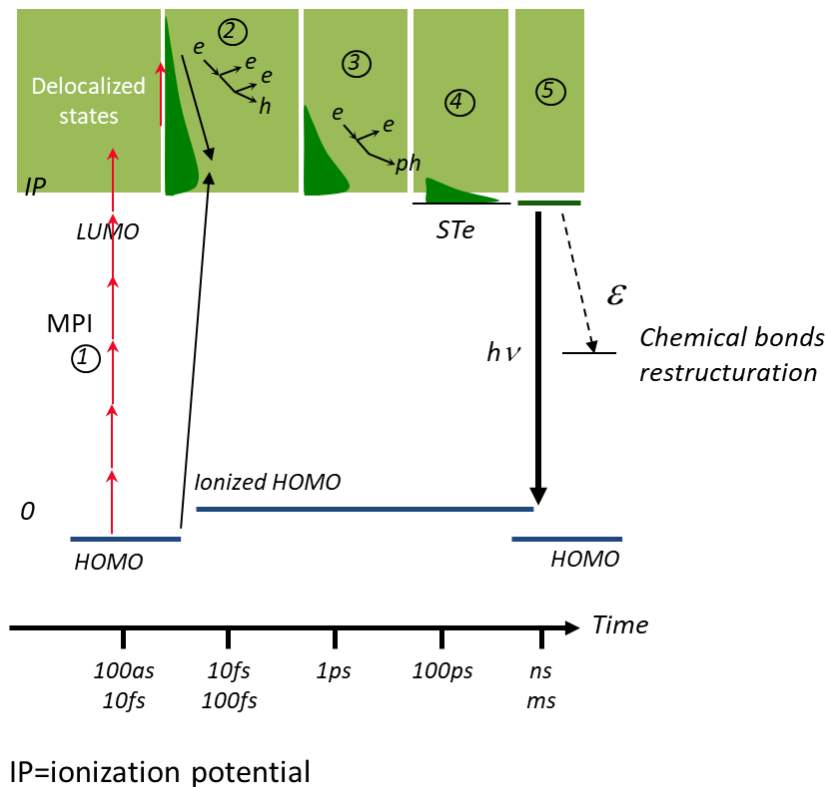 ②
e
e
e
h
③
e
e
ph
④
⑤
Delocalized
states
IP
LUMO
STe
MPI
①
hν
ε
Chemical bonds
restructuration
Ionized HOMO
0
HOMO
HOMO
Time
100as
10fs
10fs
100fs
1ps
100ps
ns
ms
IP=ionization potential